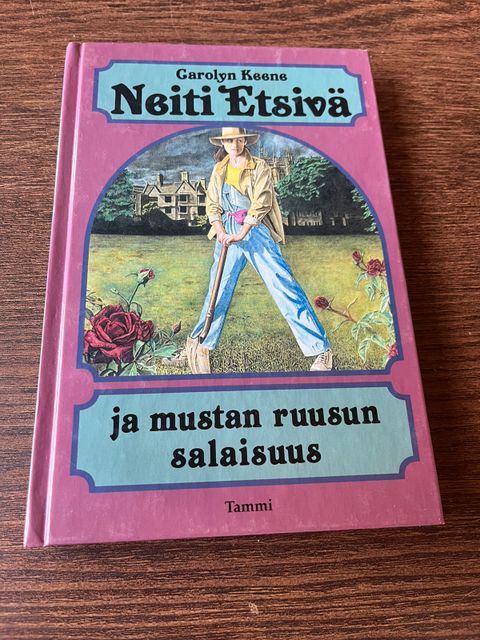 Carolyn Keene
Neiti Etsivä
ja mustan ruusun
salaisuus
Tammi